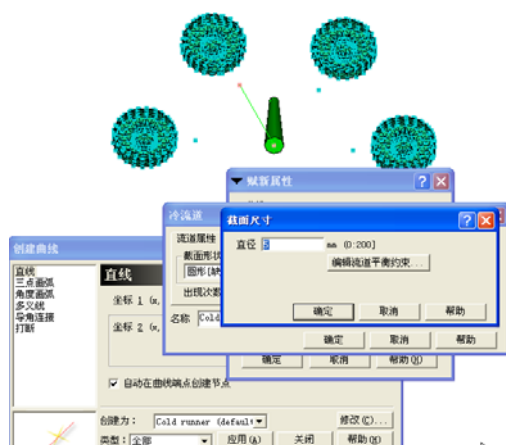 赋新属性
冷流道
截面尺寸
流道属性
截面形状
直径 5 mm (0:200]
圆形[缺
编辑流道平衡约束...
创建曲线
出现次数
直线
三点画弧
角度画弧
多义线
导角连接
打断
直线
坐标 1 (m,
坐标 2 (m,
确定 取消 帮助
名称 Cold
确定 取消 帮助
确定 取消 帮助(H)
自动在曲线端点创建节点
创建为: Cold runner (default 修改(C)...
类型: 全部 应用(A) 关闭 帮助(H)